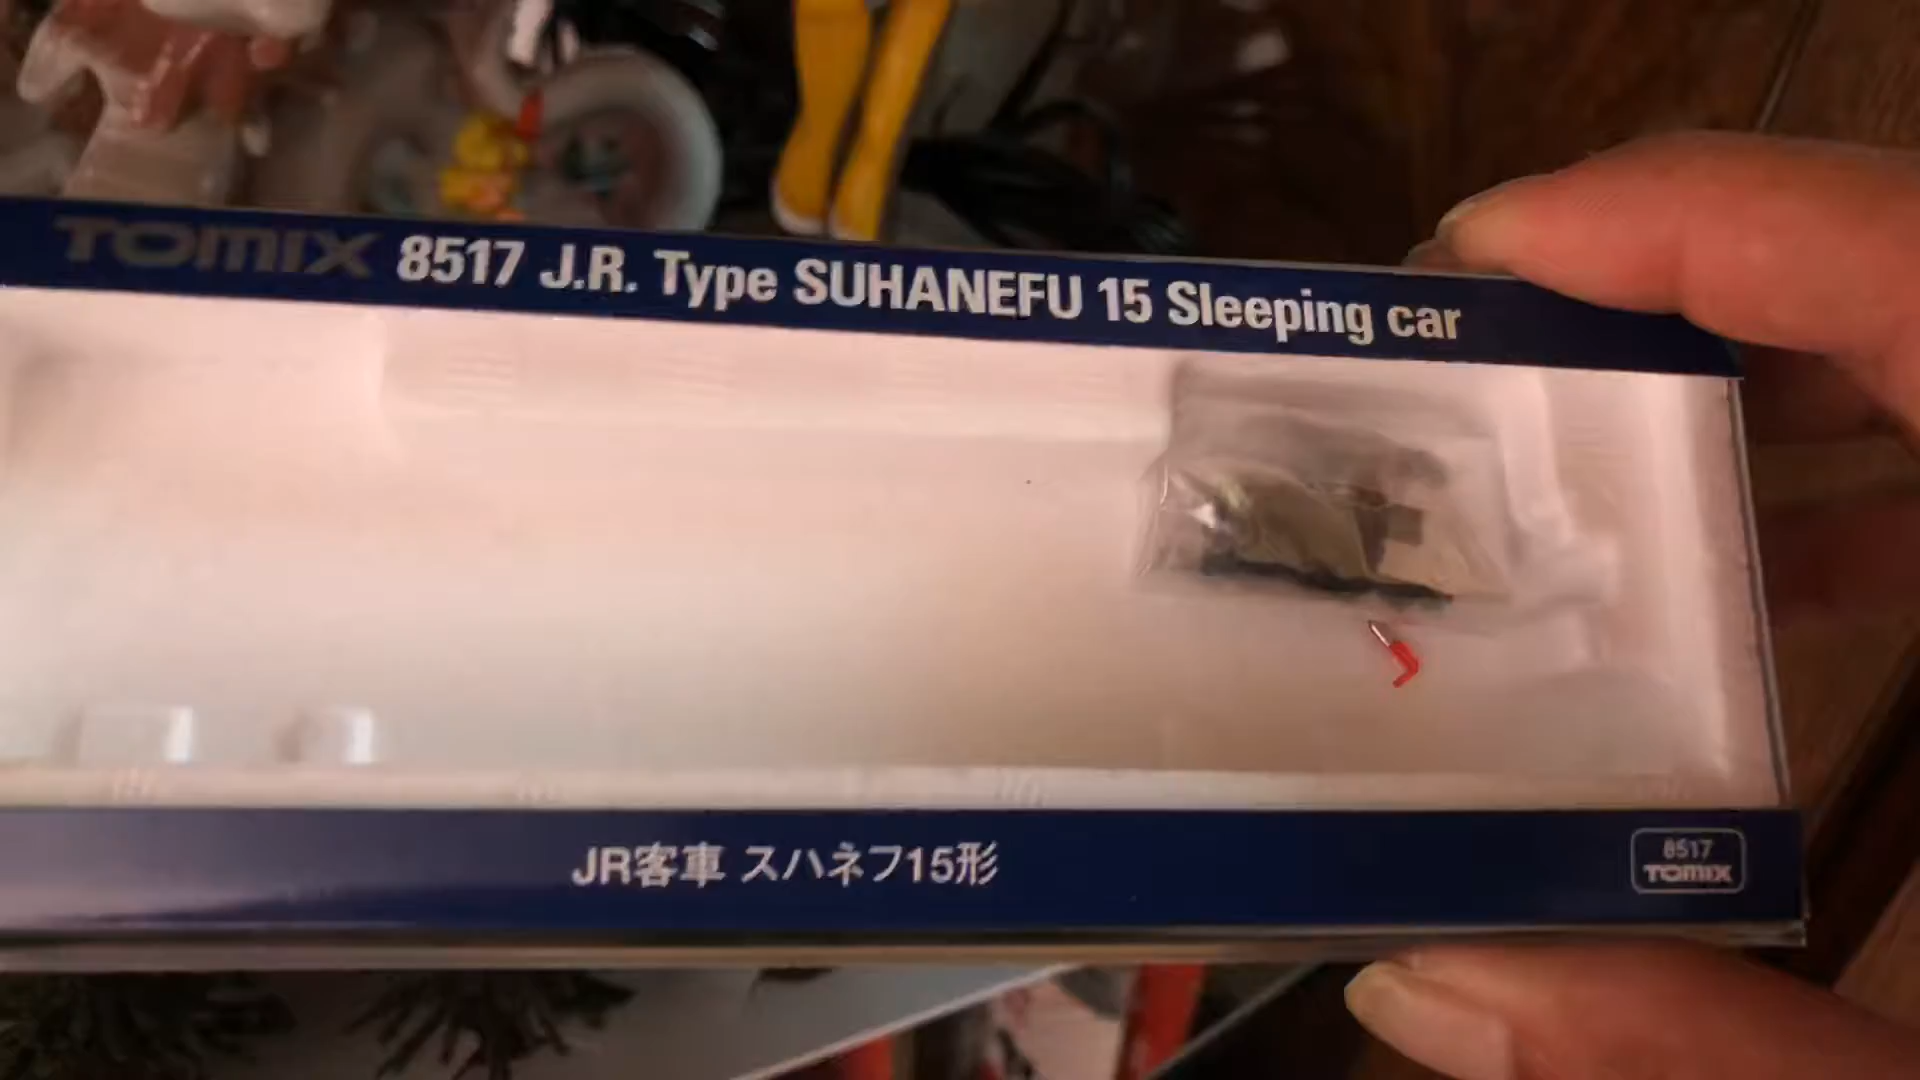 TOMIX 8517 J.R. Type SUHANEFU 15 Sleeping car
JR客車 スハネフ15形
8517
TOMIX